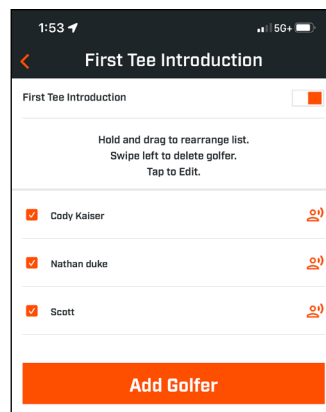 1:53
5G+
First Tee Introduction
First Tee Introduction
Hold and drag to rearrange list.
Swipe left to delete golfer.
Tap to Edit.
Cody Kaiser
Nathan duke
Scott
Add Golfer